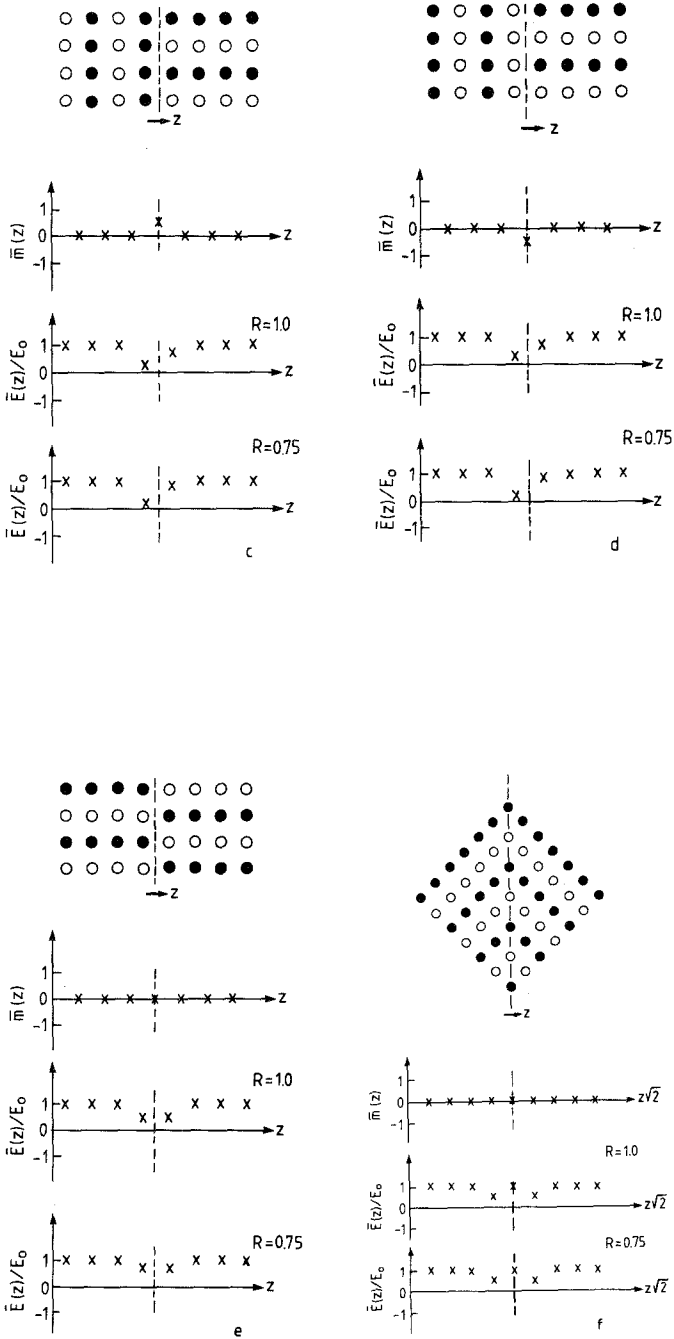 z
z
1
0
-1
m̄(z)
z
1
0
-1
m̄(z)
z
R=1.0
1
0
-1
Ē(z)/E₀
z
R=1.0
1
0
-1
Ē(z)/E₀
z
R=0.75
1
0
-1
Ē(z)/E₀
z
c
R=0.75
1
0
-1
Ē(z)/E₀
z
d
z
z
1
0
-1
m̄(z)
z
1
0
-1
m̄(z)
z√2
R=1.0
1
0
-1
Ē(z)/E₀
z
R=1.0
1
0
-1
Ē(z)/E₀
z√2
R=0.75
1
0
-1
Ē(z)/E₀
z
e
R=0.75
1
0
-1
Ē(z)/E₀
z√2
f